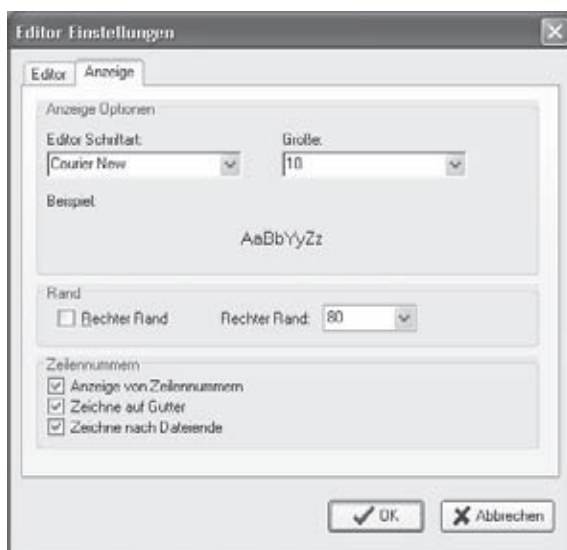 Editor Einstellungen
Editor Anzeige
Anzeige Optionen
Editor Schriftart: Größe:
Courier New 10
Beispiel:
AaBbYyZz
Rand
Rechter Rand Rechter Rand: 80
Zeilennummern
Anzeige von Zeilennummern
Zeichne auf Gutter
Zeichne nach Dateiende
OK Abbrechen